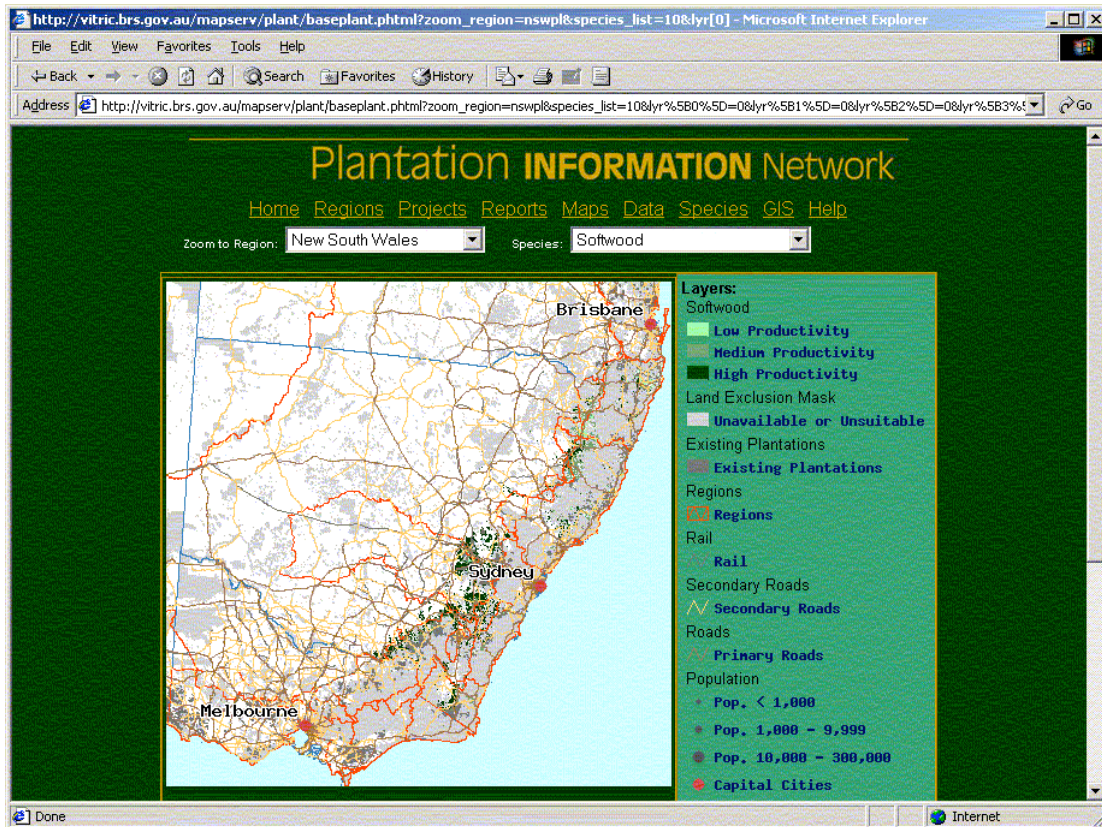 http://vitric.brs.gov.au/mapserv/plant/baseplant.phtml?zoom_region=nswpl&species_list=10&lyr[0] - Microsoft Internet Explorer
File Edit View Favorites Tools Help
Back Search Favorites History
Address http://vitric.brs.gov.au/mapserv/plant/baseplant.phtml?zoom_region=nswpl&species_list=10&lyr%5B0%5D=0&lyr%5B1%5D=0&lyr%5B2%5D=0&lyr%5B3%5 Go
Plantation INFORMATION Network
Home Regions Projects Reports Maps Data Species GIS Help
Zoom to Region: New South Wales Species: Softwood
Brisbane
Sydney
Melbourne
Layers:
Softwood
Low Productivity
Medium Productivity
High Productivity
Land Exclusion Mask
Unavailable or Unsuitable
Existing Plantations
Existing Plantations
Regions
Regions
Rail
Rail
Secondary Roads
Secondary Roads
Roads
Primary Roads
Population
Pop. < 1,000
Pop. 1,000 - 9,999
Pop. 10,000 - 300,000
Capital Cities
Done Internet